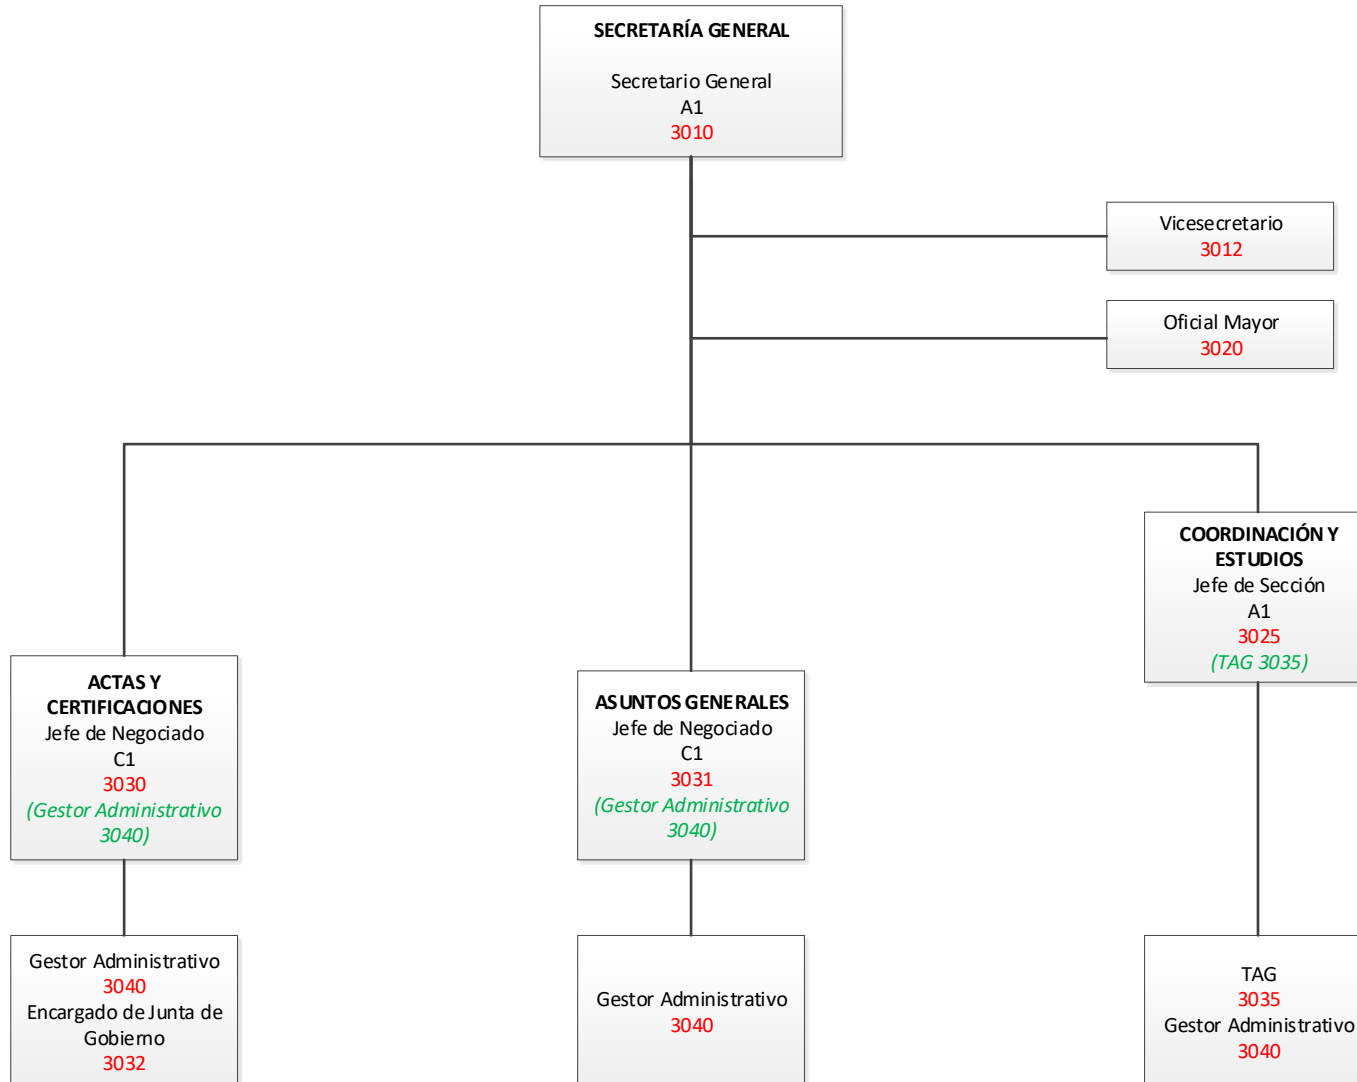 SECRETARÍA GENERAL
Secretario General
A1
3010
Vicesecretario
3012
Oficial Mayor
3020
COORDINACIÓN Y
ESTUDIOS
Jefe de Sección
A1
3025
(TAG 3035)
ACTAS Y
CERTIFICACIONES
Jefe de Negociado
C1
3030
(Gestor Administrativo
3040)
ASUNTOS GENERALES
Jefe de Negociado
C1
3031
(Gestor Administrativo
3040)
Gestor Administrativo
3040
Encargado de Junta de
Gobierno
3032
Gestor Administrativo
3040
TAG
3035
Gestor Administrativo
3040